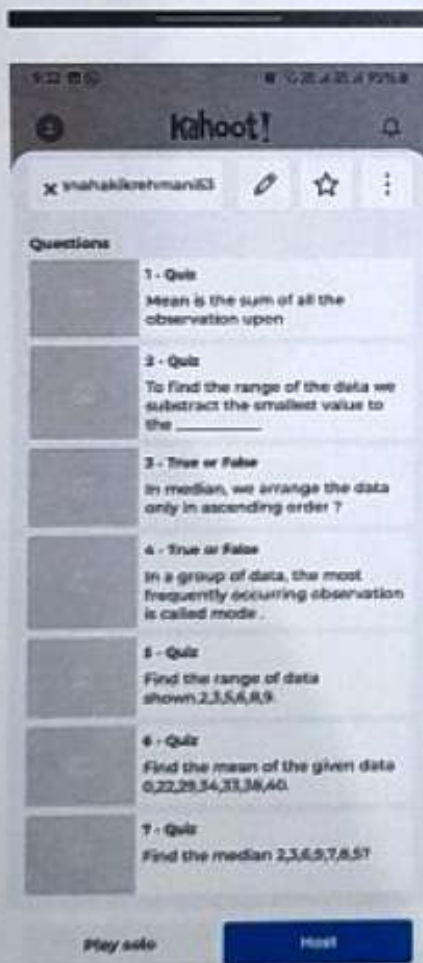 9:32
95%
Kahoot!
snahakikrehmani53
Questions
1 - Quiz
Mean is the sum of all the
observation upon
2 - Quiz
To find the range of the data we
substract the smallest value to
the ___________
3 - True or False
In median, we arrange the data
only in ascending order ?
4 - True or False
In a group of data, the most
frequently occurring observation
is called mode .
5 - Quiz
Find the range of data
shown 2,3,5,6,8,9.
6 - Quiz
Find the mean of the given data
0,22,29,34,33,38,40.
7 - Quiz
Find the median 2,3,6,9,7,8,5?
Play solo
Host